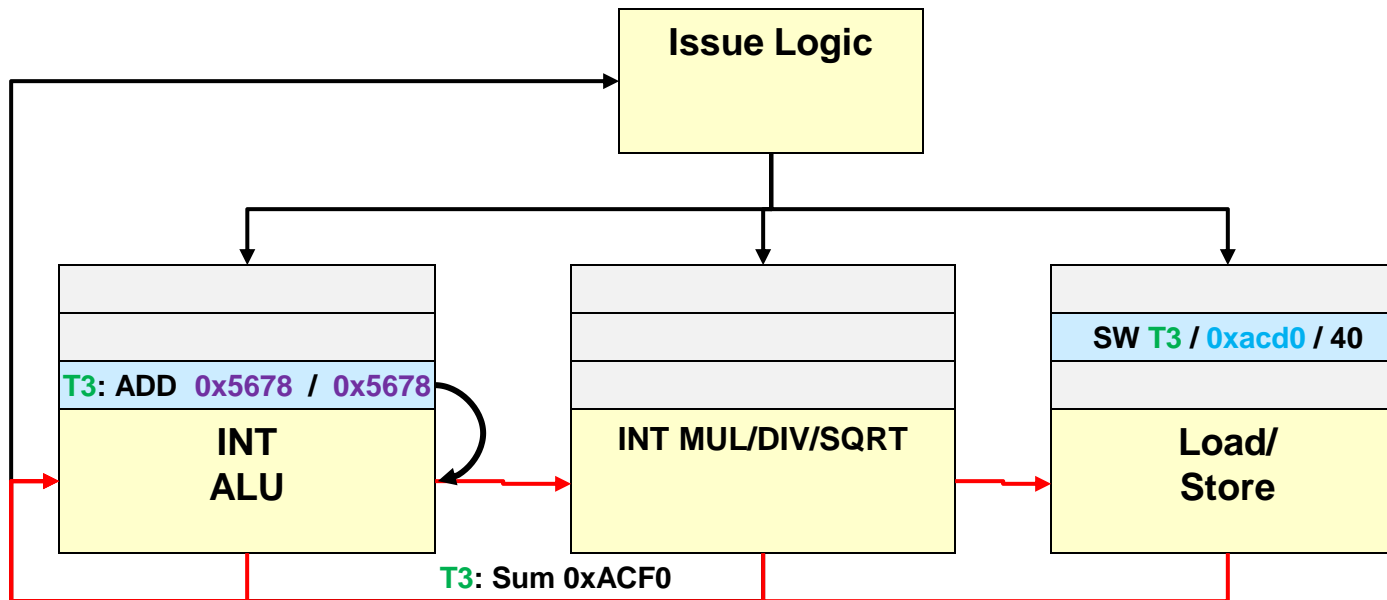 Issue Logic
SW T3 / 0xacd0 / 40
T3: ADD 0x5678 / 0x5678
INT
ALU
INT MUL/DIV/SQRT
Load/
Store
T3: Sum 0xACF0